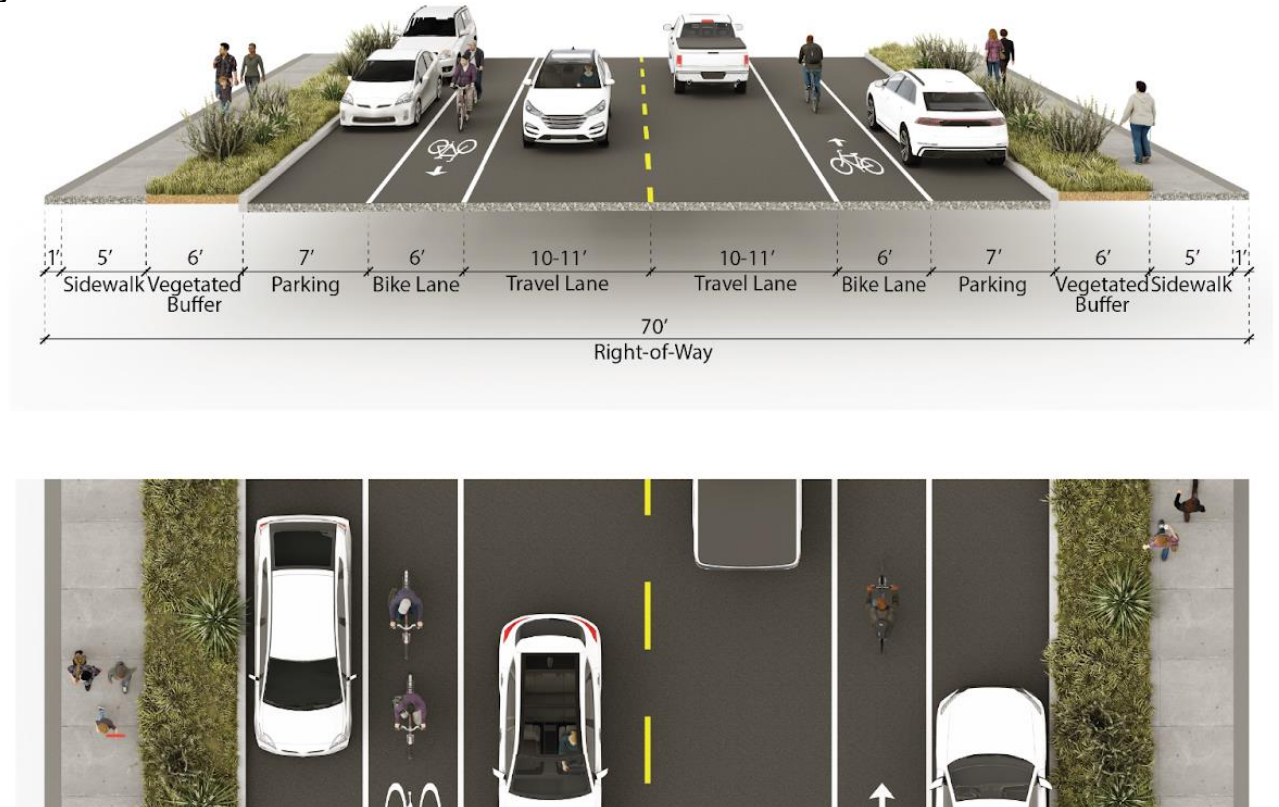 1' 5' 6' 7' 6' 10-11' 10-11' 6' 7' 6' 5' 1'
Sidewalk Vegetated Buffer Parking Bike Lane Travel Lane Travel Lane Bike Lane Parking Vegetated Buffer Sidewalk
70'
Right-of-Way